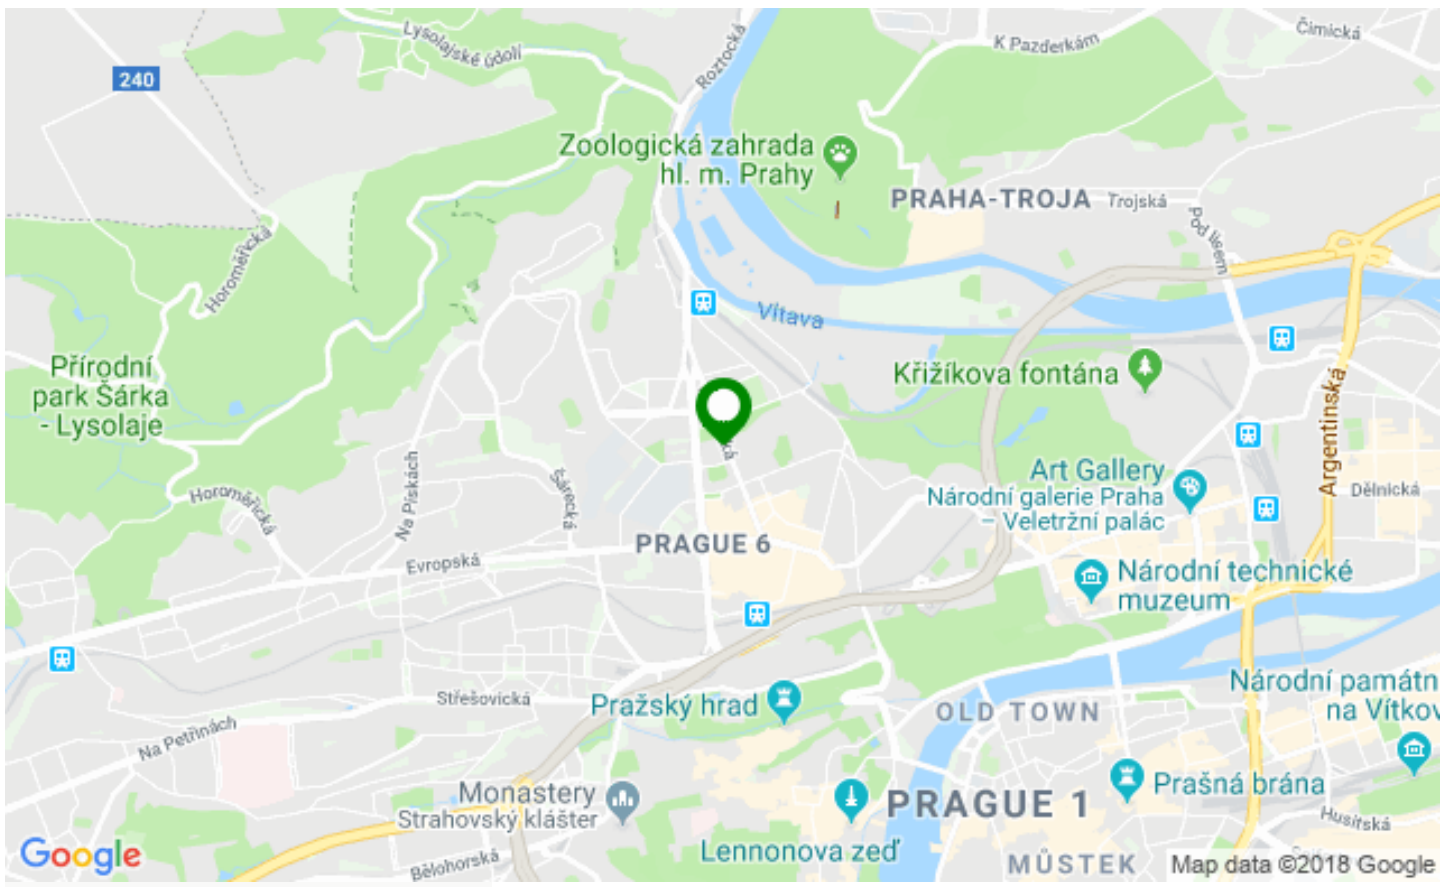 Lysolajské údolí
Roztocká
K Pazderkám
Čimická
240
Zoologická zahrada
hl. m. Prahy
PRAHA-TROJA
Trojská
Pod lisem
Horoměřická
Vltava
Přírodní
park Šárka
- Lysolaje
Křižíkova fontána
Argentinská
Na Pískách
Šárecká
Horoměřická
Art Gallery
Národní galerie Praha
– Veletržní palác
Dělnická
PRAGUE 6
Evropská
Národní technické
muzeum
Střešovická
Pražský hrad
OLD TOWN
Národní památn
na Vítkov
Na Petřinách
Monastery
Strahovský klášter
Prašná brána
PRAGUE 1
Husitská
Lennonova zeď
Bělohorská
MŮSTEK
Google
Map data ©2018 Google